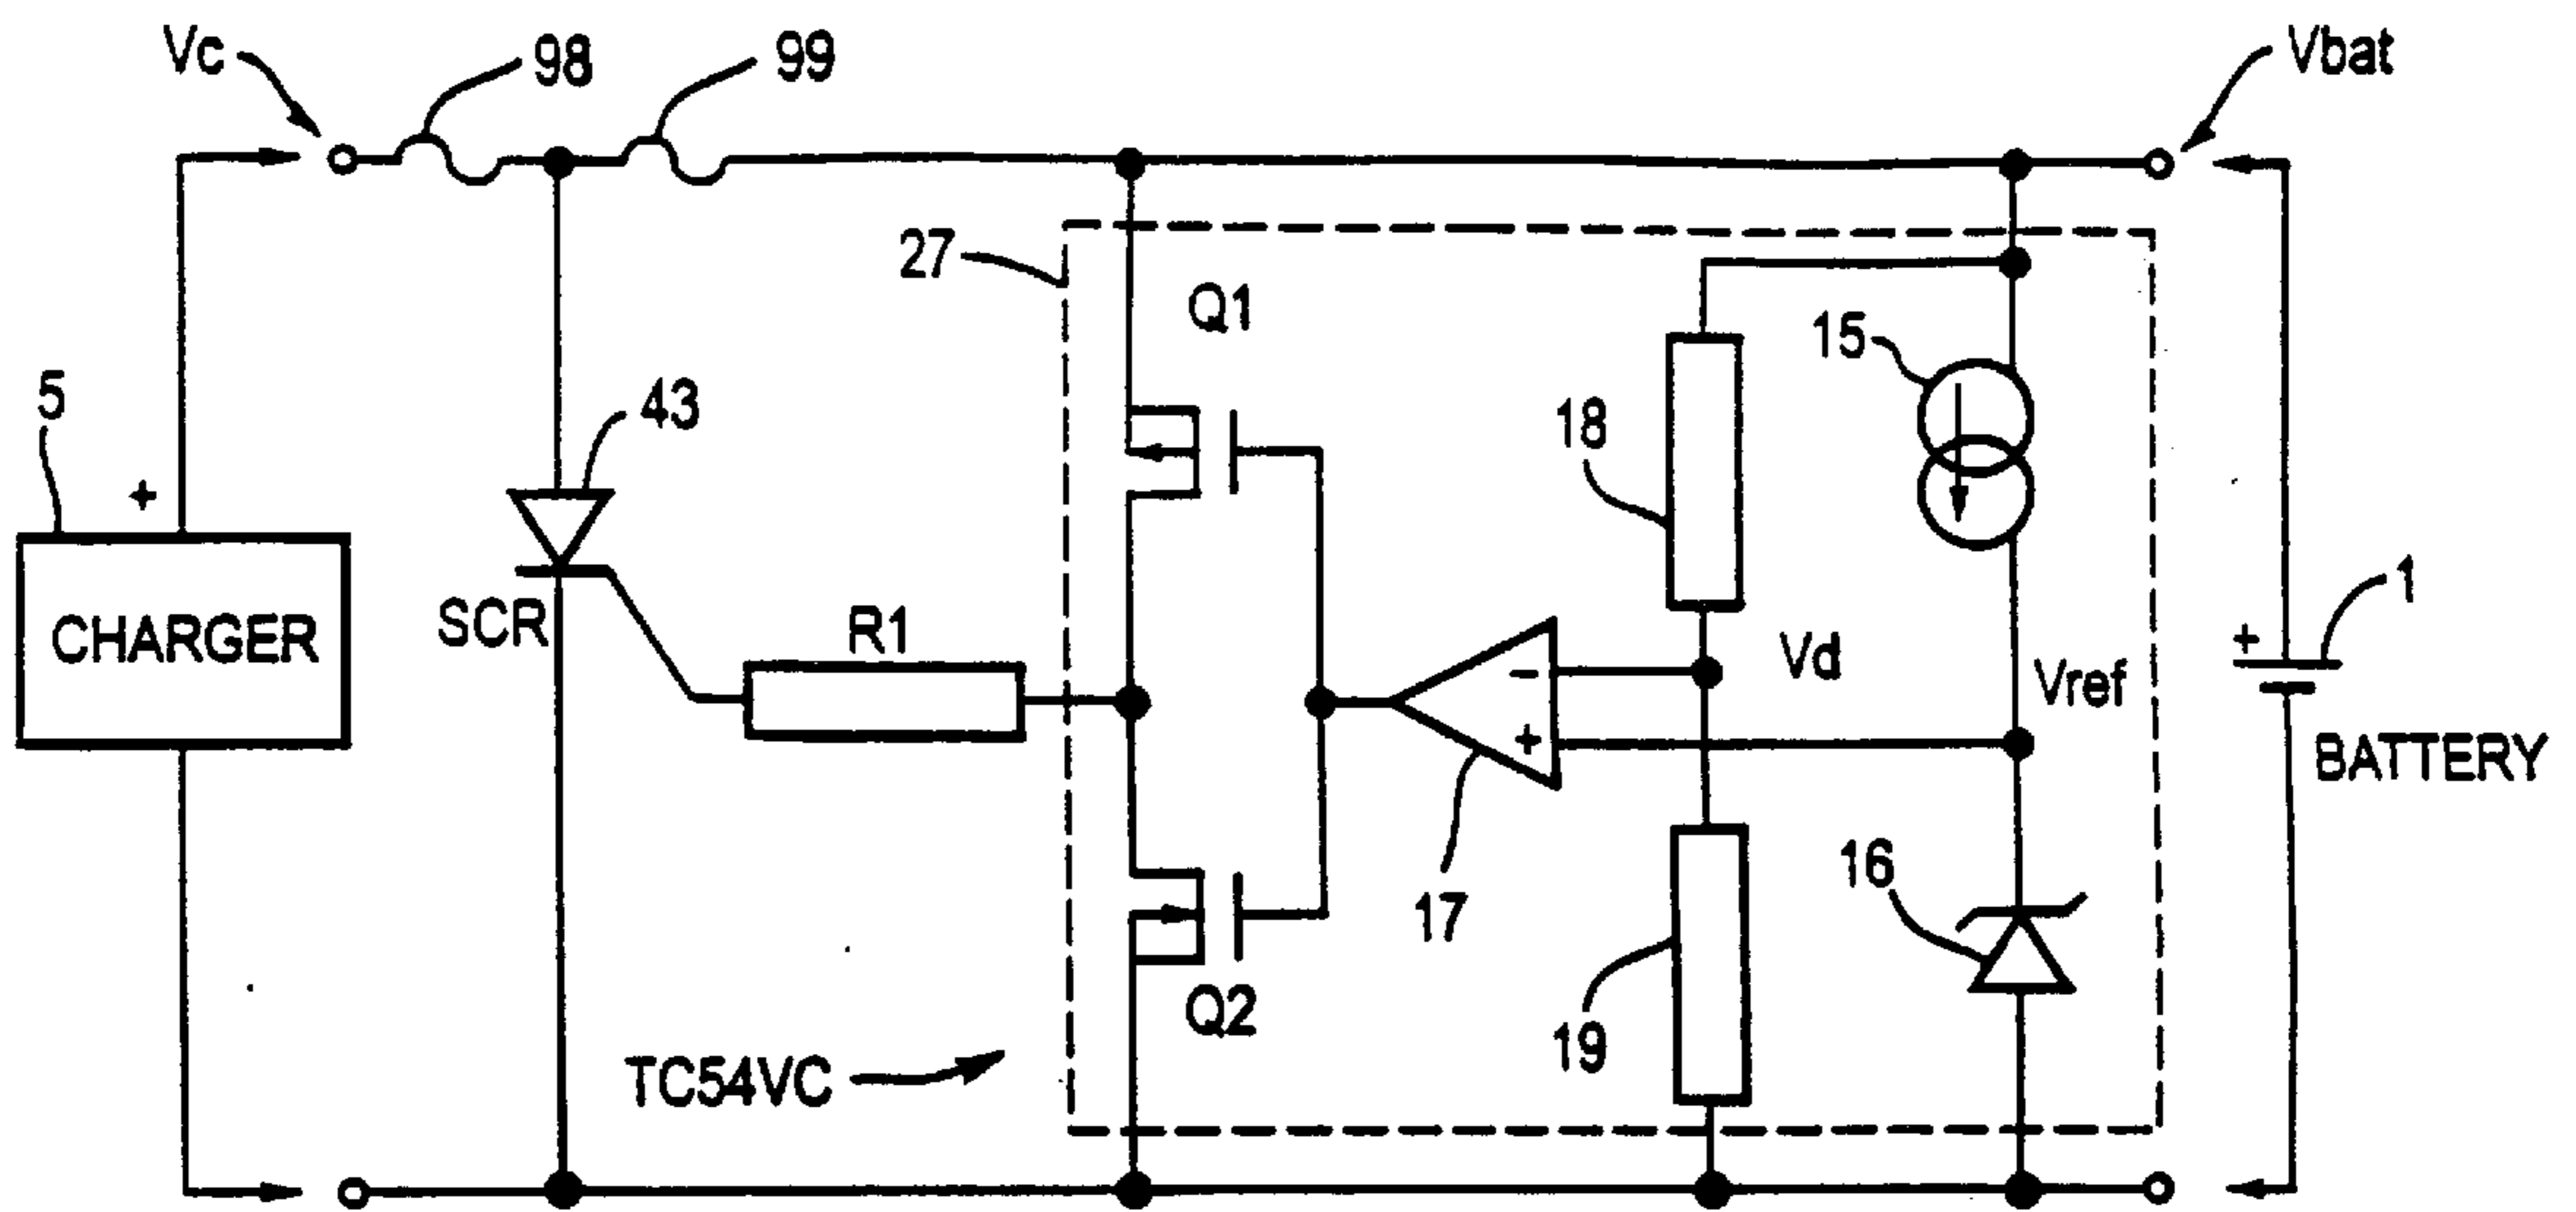 Vc
98
99
Vbat
27
Q1
15
5
43
18
+
1
CHARGER
SCR
R1
Vd
+
-
Vref
+
BATTERY
16
17
Q2
19
TC54VC